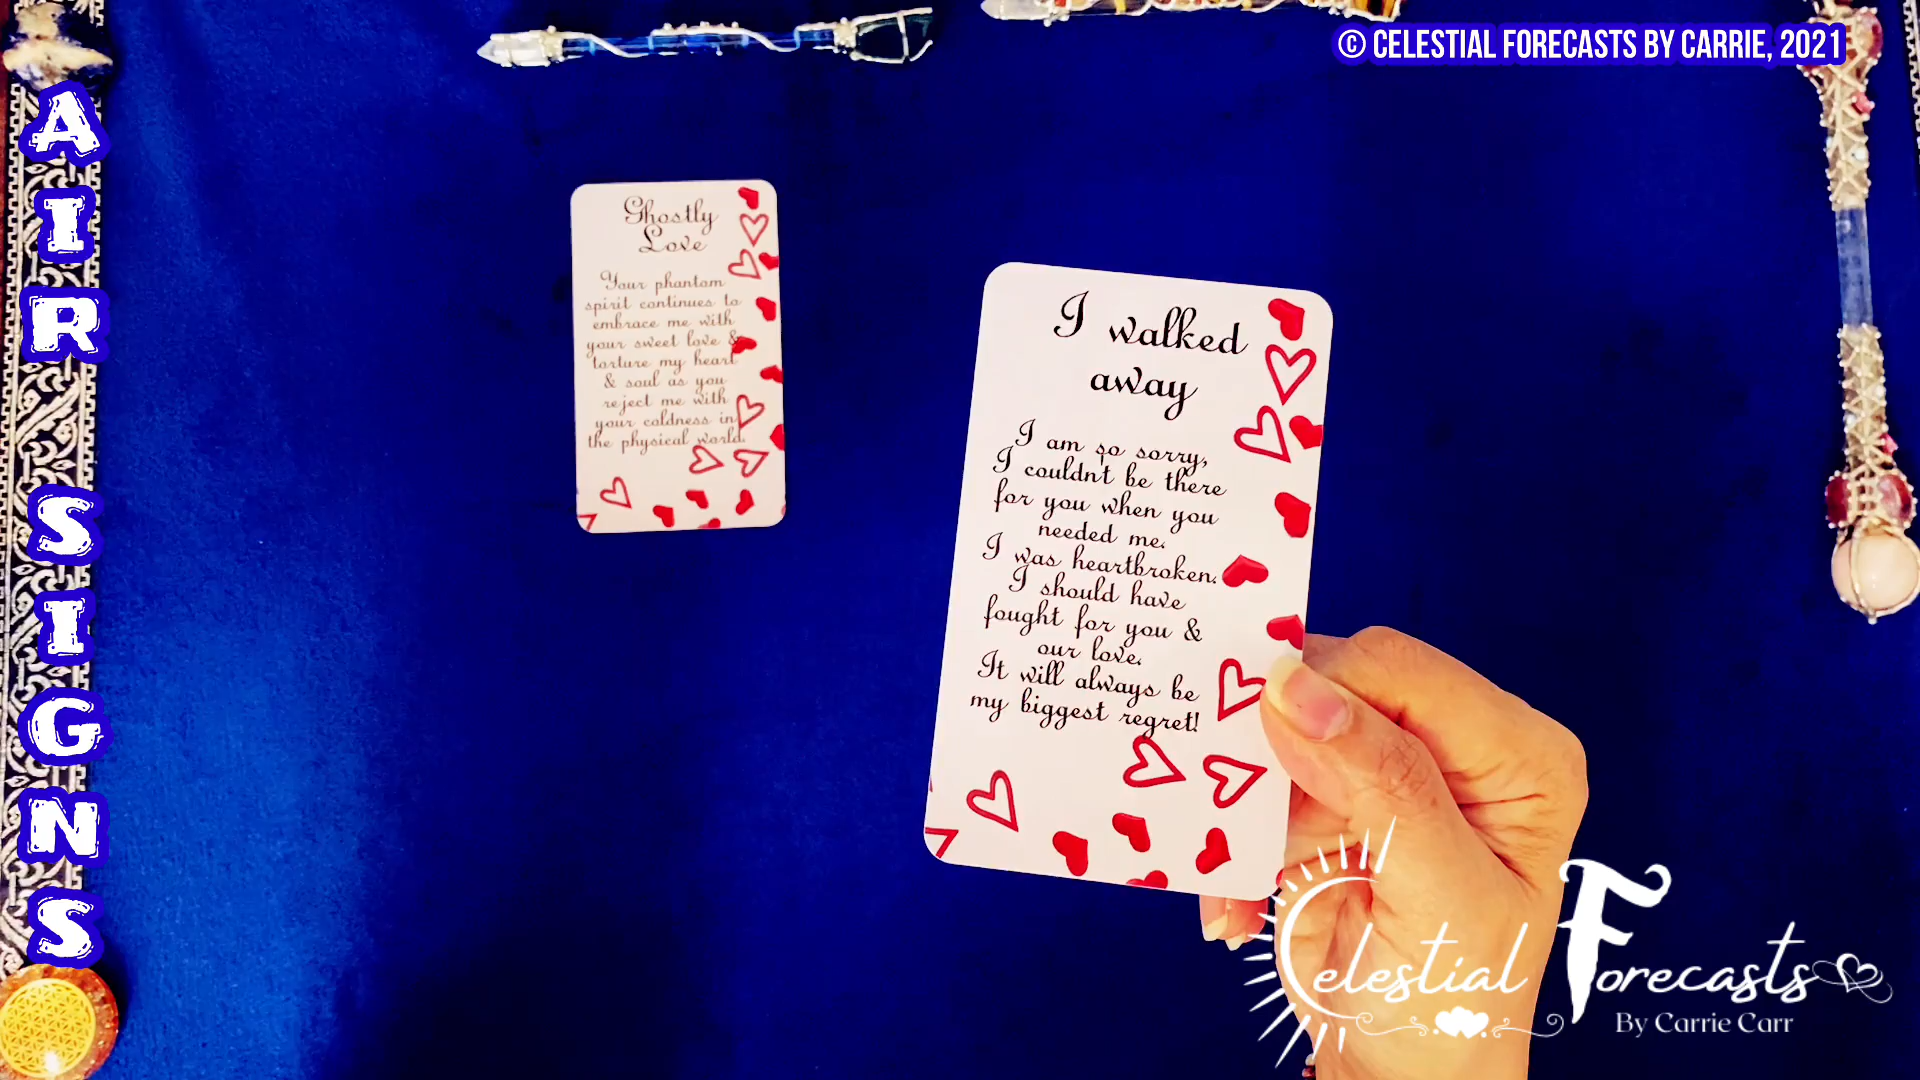 © CELESTIAL FORECASTS BY CARRIE, 2021
AIR SIGNS
Ghostly
Love
Your phantom
spirit continues to
embrace me with
your sweet love &
torture my heart
& soul as you
reject me with
your coldness in
the physical world.
I walked
away
I am so sorry,
I couldn't be there
for you when you
needed me.
I was heartbroken.
I should have
fought for you &
our love.
It will always be
my biggest regret!
Celestial Forecasts
By Carrie Carr